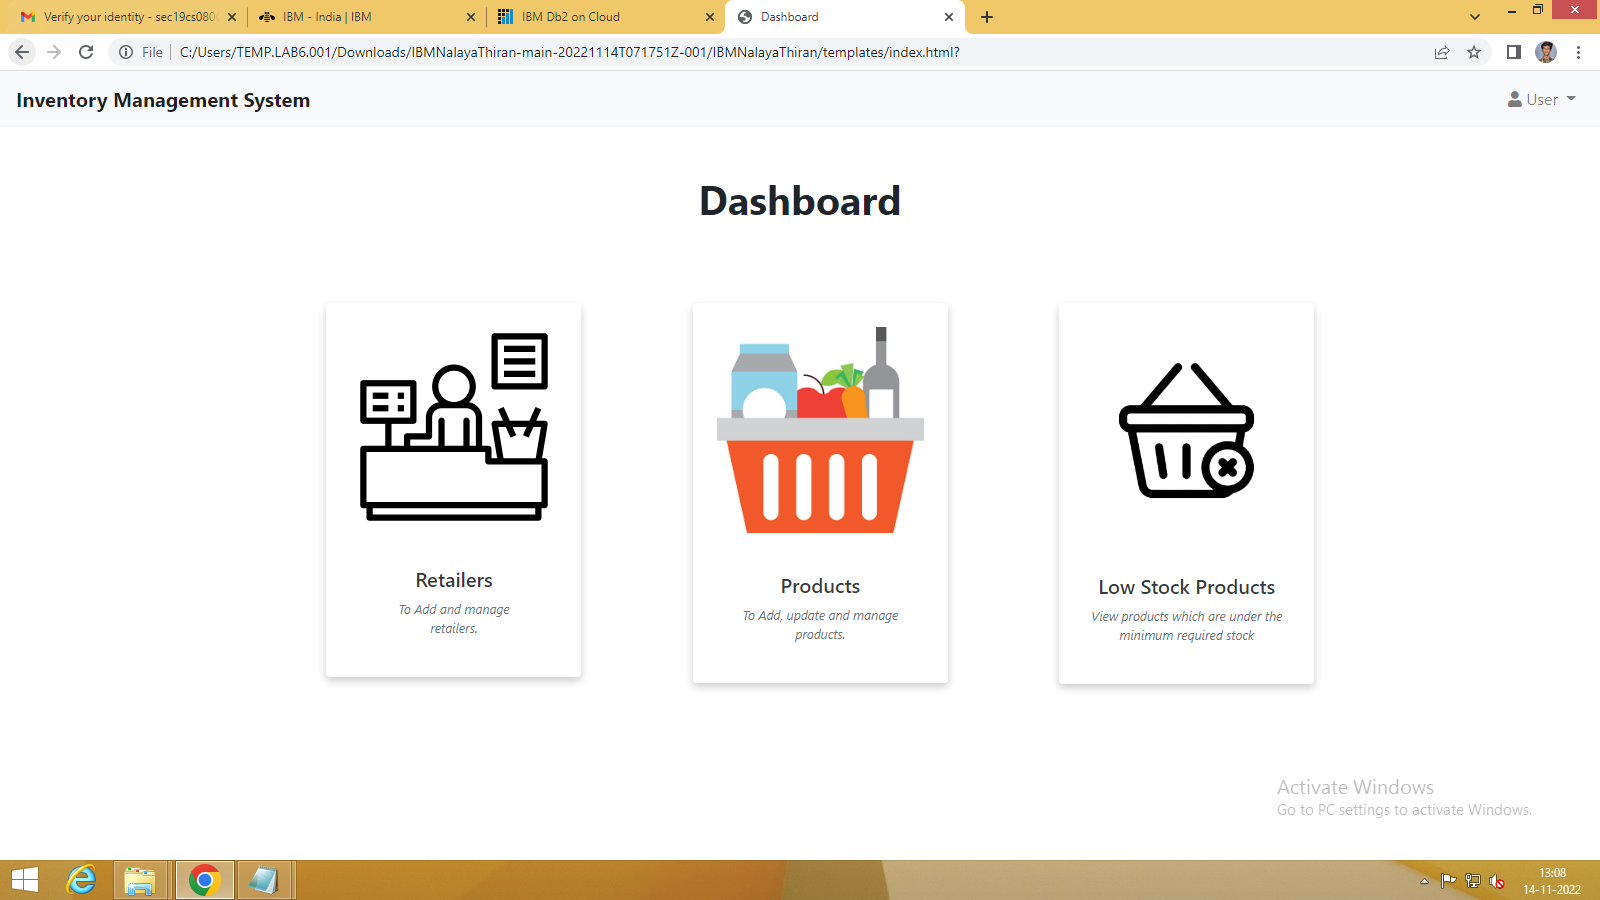 Verify your identity - sec19cs080
IBM - India | IBM
IBM Db2 on Cloud
Dashboard
File
C:/Users/TEMP.LAB6.001/Downloads/IBMNalayaThiran-main-20221114T071751Z-001/IBMNalayaThiran/templates/index.html?
Inventory Management System
User
Dashboard
Retailers
To Add and manage
retailers.
Products
To Add, update and manage
products.
Low Stock Products
View products which are under the
minimum required stock
Activate Windows
Go to PC settings to activate Windows.
13:08
14-11-2022